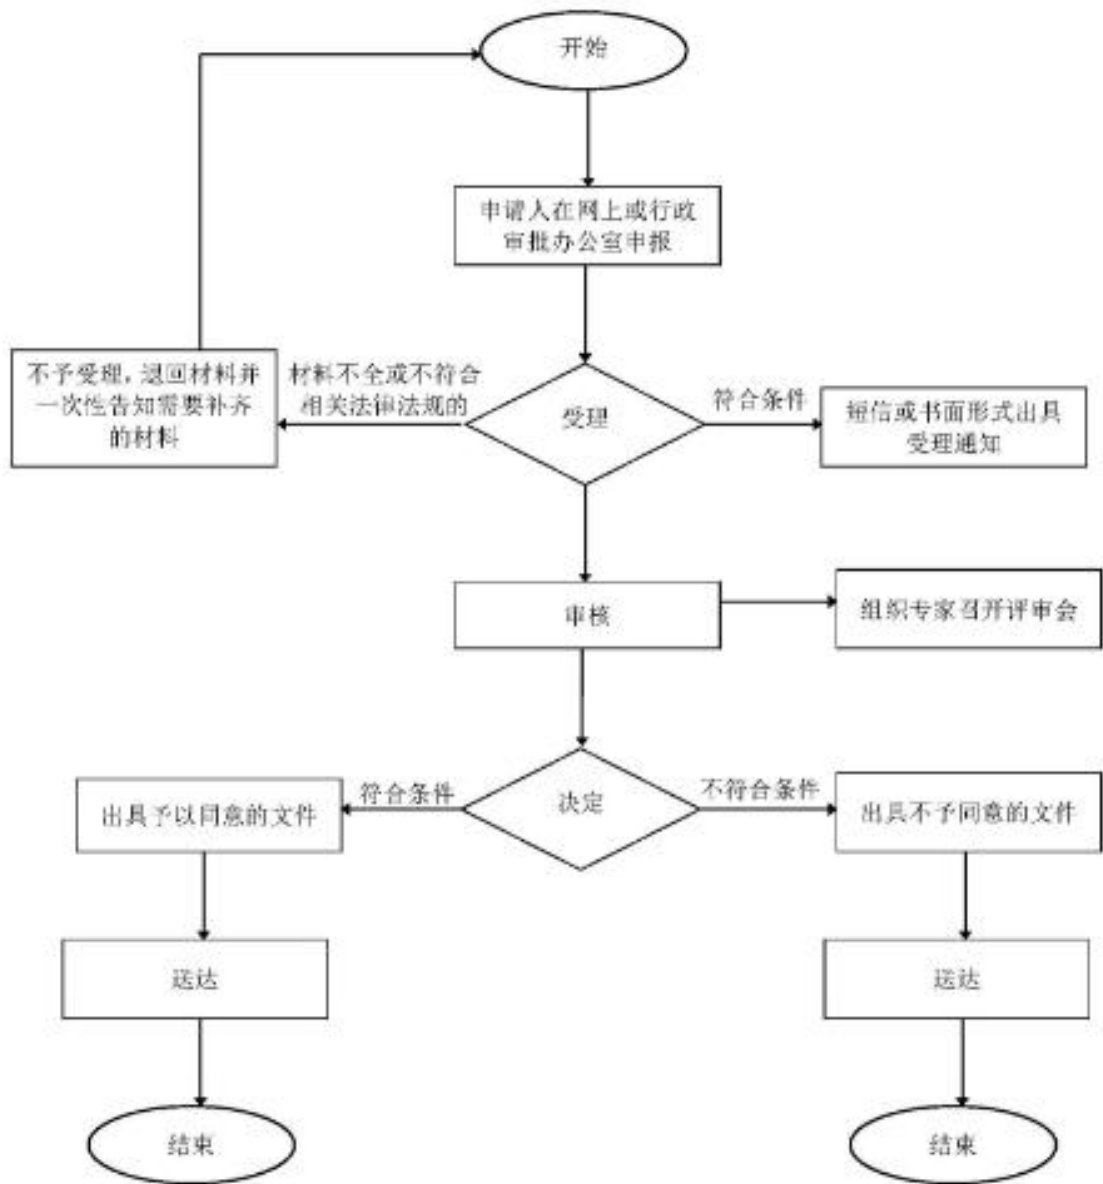 开始
申请人在网上或行政
审批办公室申报
不予受理，退回材料并
一次性告知需要补齐
的材料
材料不全或不符合
相关法律法规的
受理
符合条件
短信或书面形式出具
受理通知
审核
组织专家召开评审会
出具予以同意的文件
符合条件
决定
不符合条件
出具不予同意的文件
送达
送达
结束
结束